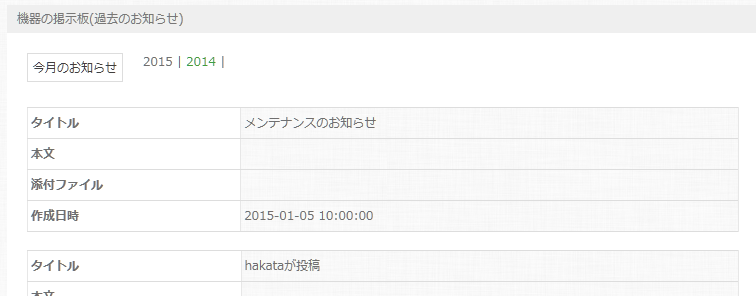 機器の掲示板(過去のお知らせ)
今月のお知らせ 2015 | 2014 |
タイトル メンテナンスのお知らせ
本文
添付ファイル
作成日時 2015-01-05 10:00:00
タイトル hakataが投稿
本文